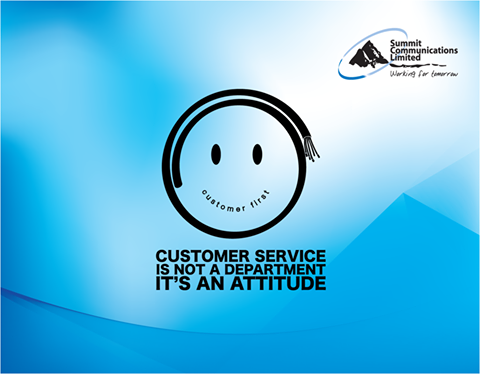 Summit
Communications
Limited
Working for tomorrow
customer first
CUSTOMER SERVICE
IS NOT A DEPARTMENT
IT'S AN ATTITUDE